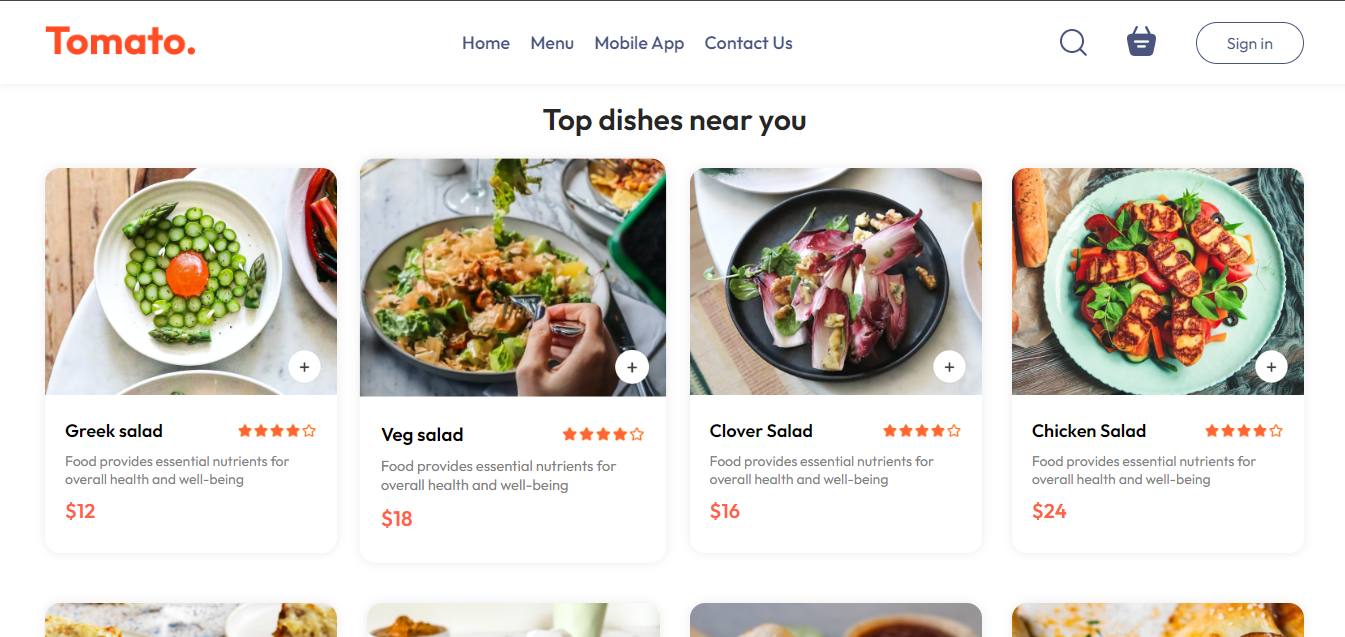 Tomato.
Home Menu Mobile App Contact Us
Sign in
Top dishes near you
Greek salad
Food provides essential nutrients for
overall health and well-being
$12
Veg salad
Food provides essential nutrients for
overall health and well-being
$18
Clover Salad
Food provides essential nutrients for
overall health and well-being
$16
Chicken Salad
Food provides essential nutrients for
overall health and well-being
$24